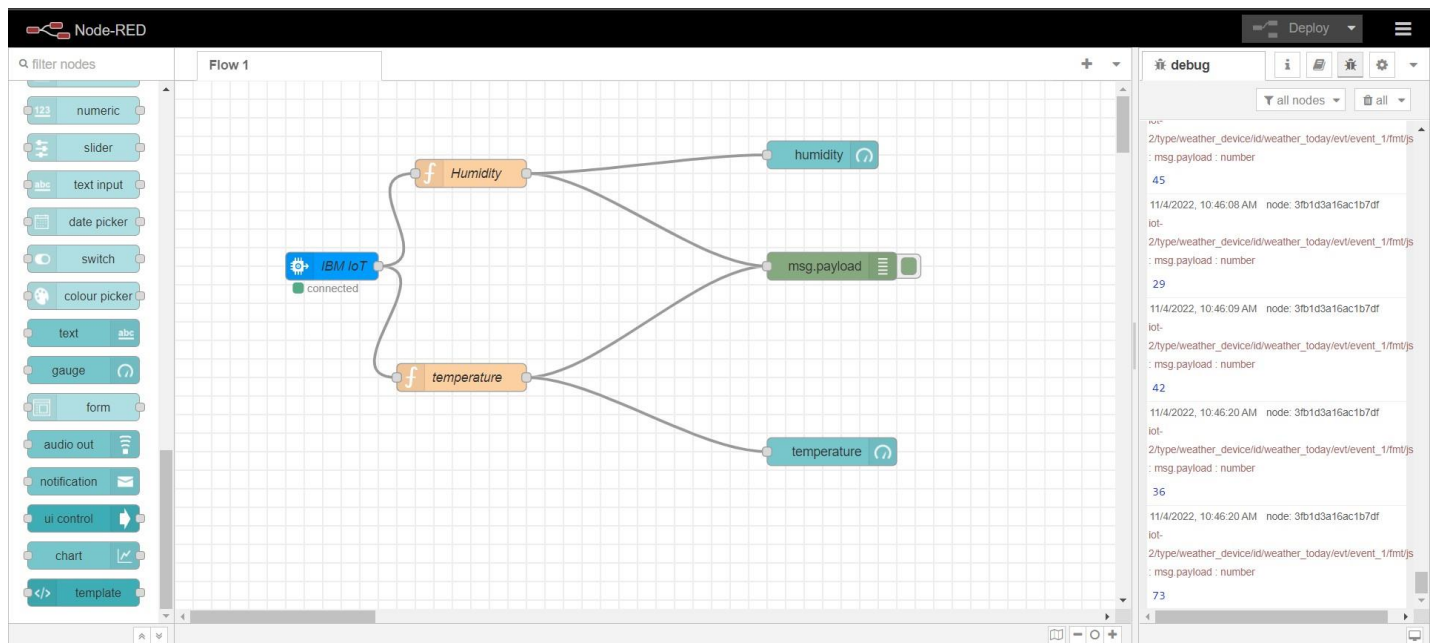 Node-RED
Deploy
filter nodes
123 numeric
slider
abc text input
date picker
switch
colour picker
text abc
gauge
form
audio out
notification
ui control
chart
</> template
Flow 1
Humidity
IBM IoT
connected
temperature
humidity
msg.payload
temperature
debug
i
all nodes
all
iot-
2/type/weather_device/id/weather_today/evt/event_1/fmt/js
: msg.payload : number
45
11/4/2022, 10:46:08 AM node: 3fb1d3a16ac1b7df
iot-
2/type/weather_device/id/weather_today/evt/event_1/fmt/js
: msg.payload : number
29
11/4/2022, 10:46:09 AM node: 3fb1d3a16ac1b7df
iot-
2/type/weather_device/id/weather_today/evt/event_1/fmt/js
: msg.payload : number
42
11/4/2022, 10:46:20 AM node: 3fb1d3a16ac1b7df
iot-
2/type/weather_device/id/weather_today/evt/event_1/fmt/js
: msg.payload : number
36
11/4/2022, 10:46:20 AM node: 3fb1d3a16ac1b7df
iot-
2/type/weather_device/id/weather_today/evt/event_1/fmt/js
: msg.payload : number
73